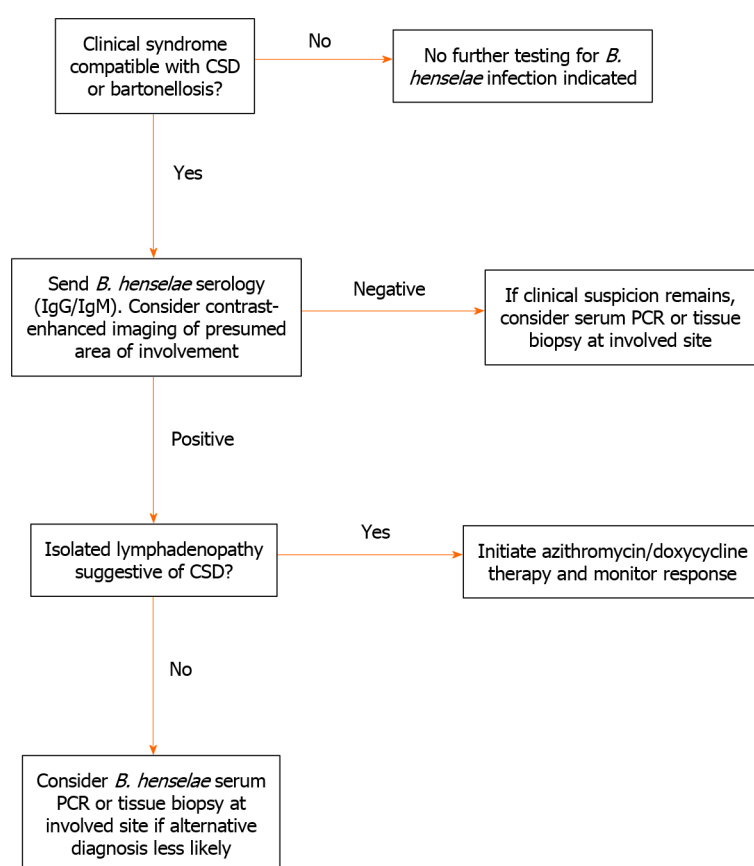 Clinical syndrome
compatible with CSD
or bartonellosis?
No
No further testing for B.
henselae infection indicated
Yes
Send B. henselae serology
(IgG/IgM). Consider contrast-
enhanced imaging of presumed
area of involvement
Negative
If clinical suspicion remains,
consider serum PCR or tissue
biopsy at involved site
Positive
Isolated lymphadenopathy
suggestive of CSD?
Yes
Initiate azithromycin/doxycycline
therapy and monitor response
No
Consider B. henselae serum
PCR or tissue biopsy at
involved site if alternative
diagnosis less likely